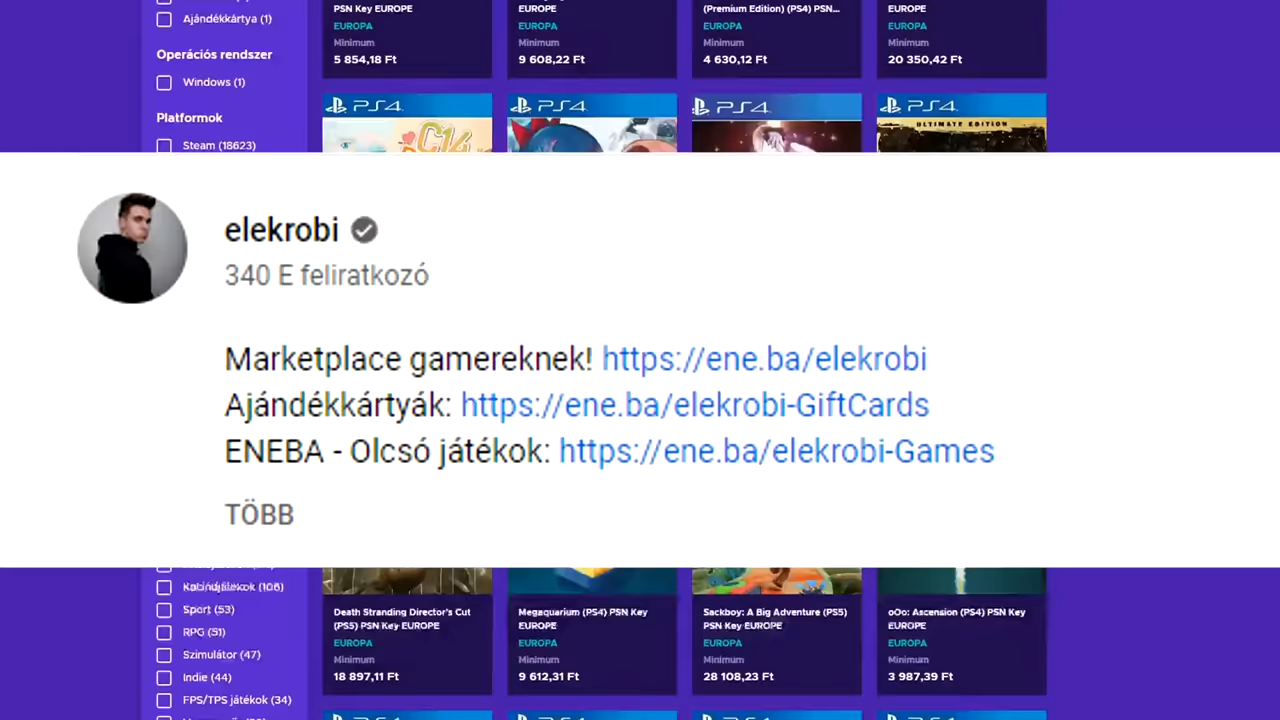 Ajándékkártya (1)
Operációs rendszer
Windows (1)
Platformok
Steam (18623)
PSN Key EUROPE
EUROPA
Minimum
5 854,18 Ft
EUROPE
EUROPA
Minimum
9 608,22 Ft
(Premium Edition) (PS4) PSN...
EUROPA
Minimum
4 630,12 Ft
EUROPE
EUROPA
Minimum
20 350,42 Ft
PS4
PS4
PS4
PS4
ULTIMATE EDITION
elekrobi
340 E feliratkozó
Marketplace gamereknek! https://ene.ba/elekrobi
Ajándékkártyák: https://ene.ba/elekrobi-GiftCards
ENEBA - Olcsó játékok: https://ene.ba/elekrobi-Games
TÖBB
Kalandjátékok (106)
Sport (53)
RPG (51)
Szimulátor (47)
Indie (44)
FPS/TPS játékok (34)
Death Stranding Director's Cut
(PS5) PSN Key EUROPE
EUROPA
Minimum
18 897,11 Ft
Megaquarium (PS4) PSN Key
EUROPE
EUROPA
Minimum
9 612,31 Ft
Sackboy: A Big Adventure (PS5)
PSN Key EUROPE
EUROPA
Minimum
28 108,23 Ft
oOo: Ascension (PS4) PSN Key
EUROPE
EUROPA
Minimum
3 987,39 Ft